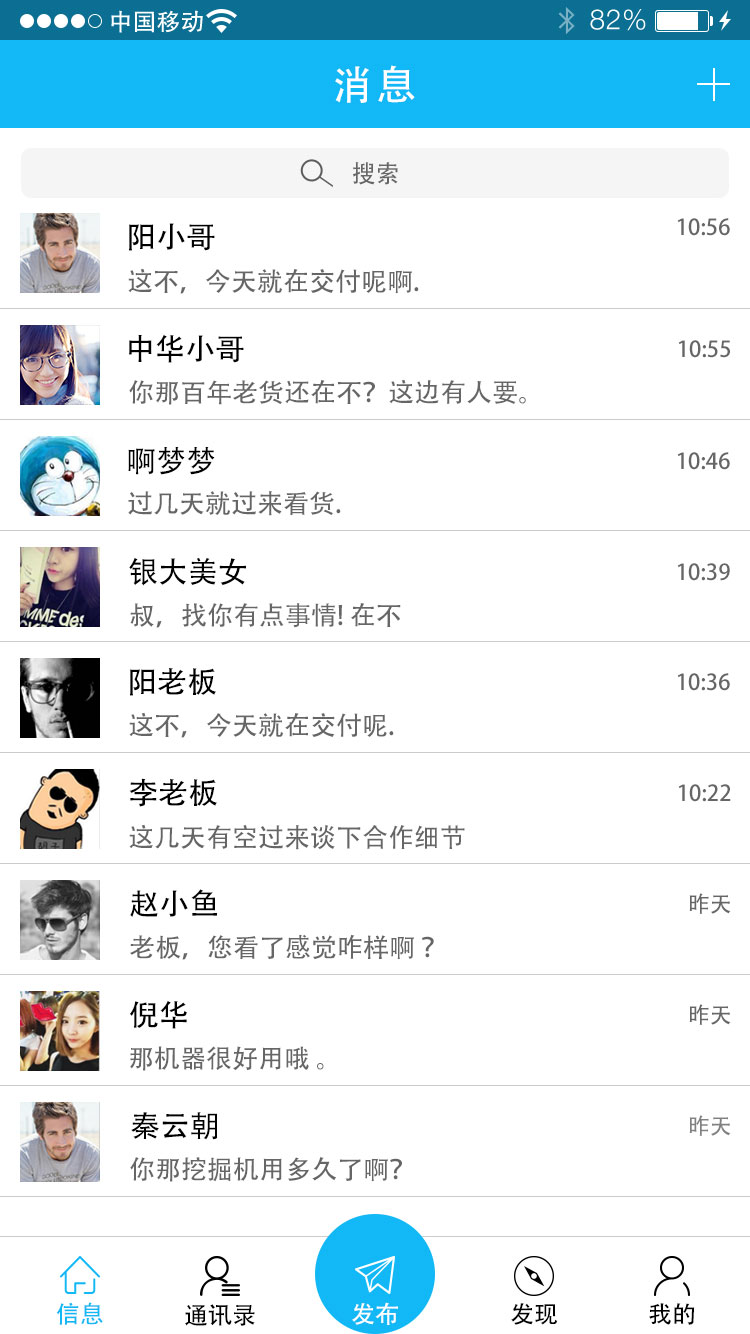 中国移动 82%
消息
搜索
阳小哥 10:56
这不，今天就在交付呢啊.
中华小哥 10:55
你那百年老货还在不？这边有人要。
啊梦梦 10:46
过几天就过来看货.
银大美女 10:39
叔，找你有点事情! 在不
阳老板 10:36
这不，今天就在交付呢.
李老板 10:22
这几天有空过来谈下合作细节
赵小鱼 昨天
老板，您看了感觉咋样啊？
倪华 昨天
那机器很好用哦。
秦云朝 昨天
你那挖掘机用多久了啊?
信息 通讯录 发布 发现 我的